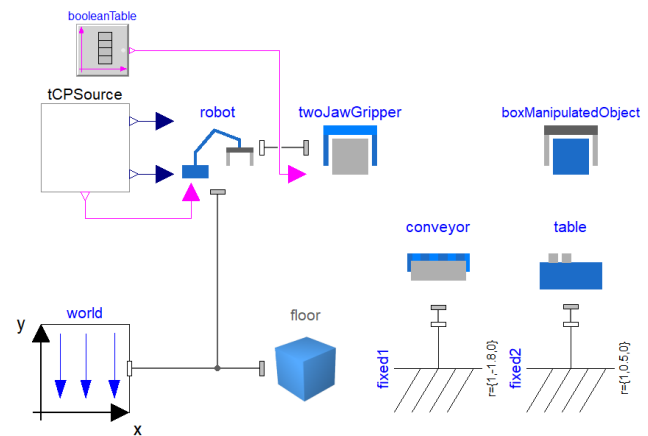 booleanTable
tCPSource
robot
twoJawGripper
boxManipulatedObject
conveyor
table
world
floor
y
x
fixed1
r={1,-1.8,0}
fixed2
r={1,0.5,0}